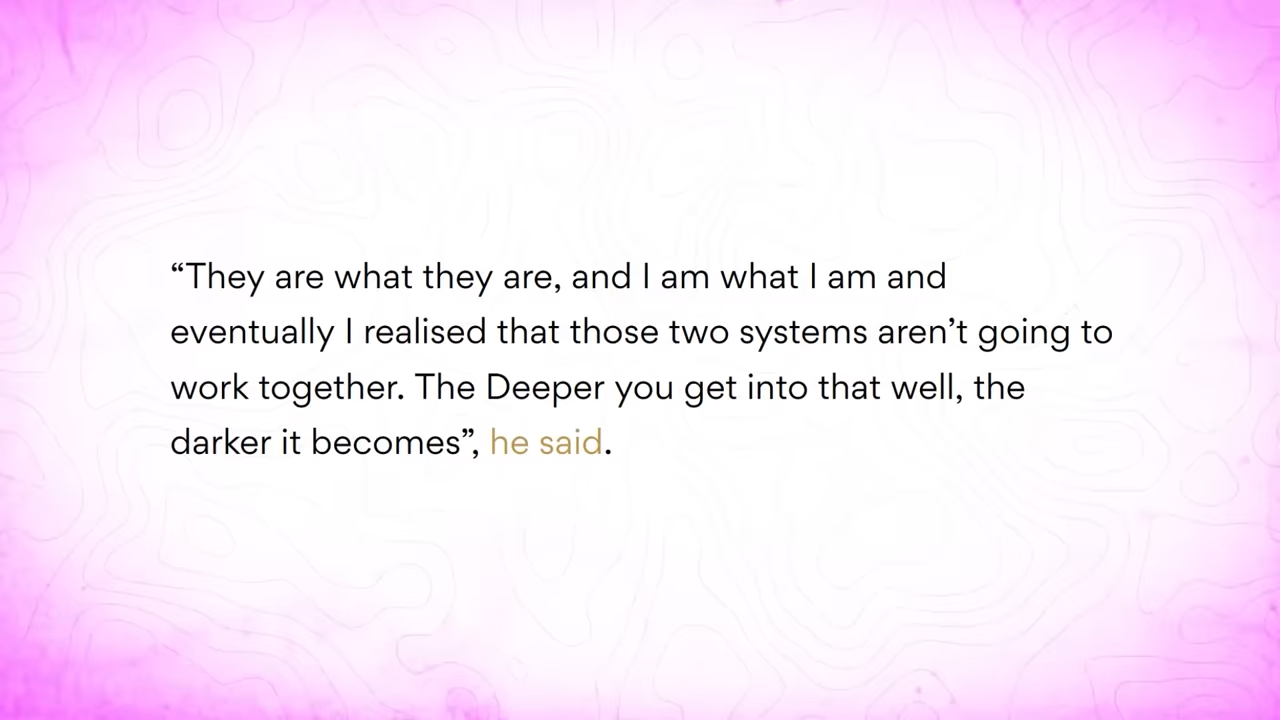 “They are what they are, and I am what I am and
eventually I realised that those two systems aren’t going to
work together. The Deeper you get into that well, the
darker it becomes”, he said.